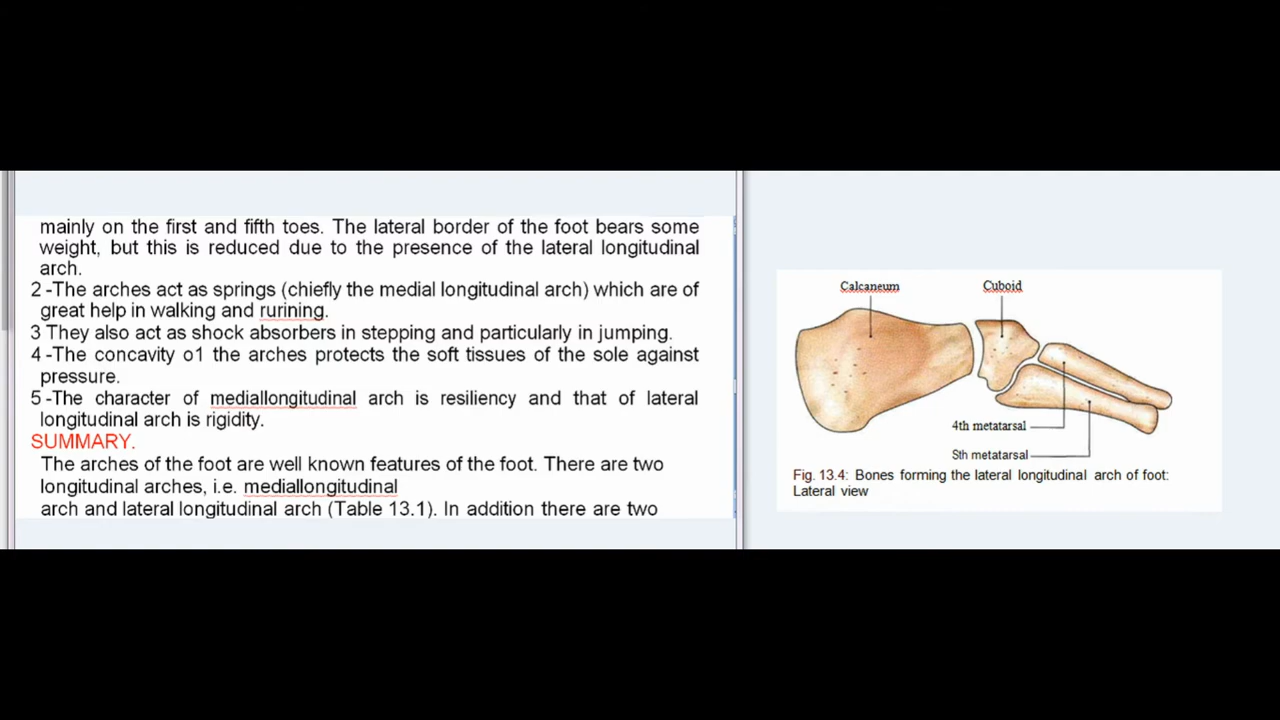 mainly on the first and fifth toes. The lateral border of the foot bears some
weight, but this is reduced due to the presence of the lateral longitudinal
arch.
2 -The arches act as springs (chiefly the medial longitudinal arch) which are of
great help in walking and rurining.
3 They also act as shock absorbers in stepping and particularly in jumping.
4 -The concavity o1 the arches protects the soft tissues of the sole against
pressure.
5 -The character of mediallongitudinal arch is resiliency and that of lateral
longitudinal arch is rigidity.
SUMMARY.
The arches of the foot are well known features of the foot. There are two
longitudinal arches, i.e. mediallongitudinal
arch and lateral longitudinal arch (Table 13.1). In addition there are two
Calcaneum
Cuboid
4th metatarsal
Sth metatarsal
Fig. 13.4: Bones forming the lateral longitudinal arch of foot:
Lateral view